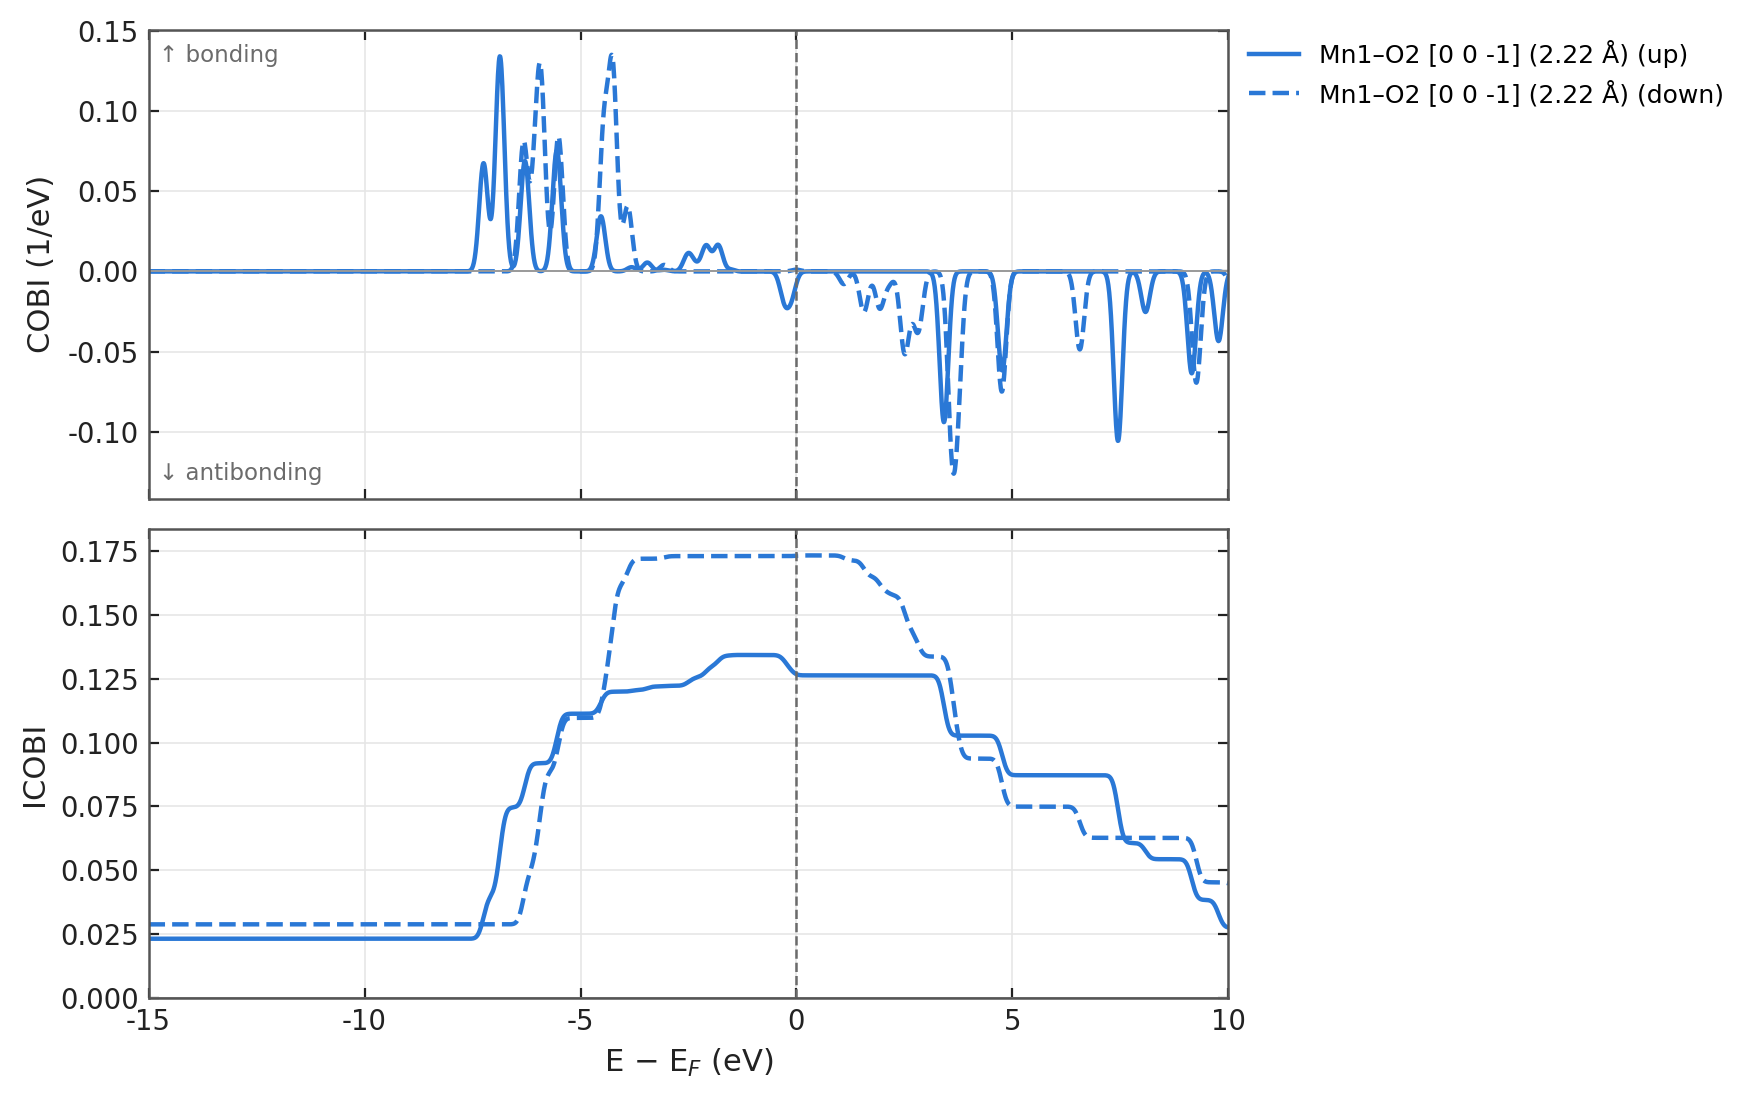 0.15
0.10
0.05
0.00
-0.05
-0.10
COBI (1/eV)
↑ bonding
↓ antibonding
Mn1–O2 [0 0 -1] (2.22 Å) (up)
Mn1–O2 [0 0 -1] (2.22 Å) (down)
0.175
0.150
0.125
0.100
0.075
0.050
0.025
0.000
ICOBI
-15
-10
-5
0
5
10
E − E_F (eV)